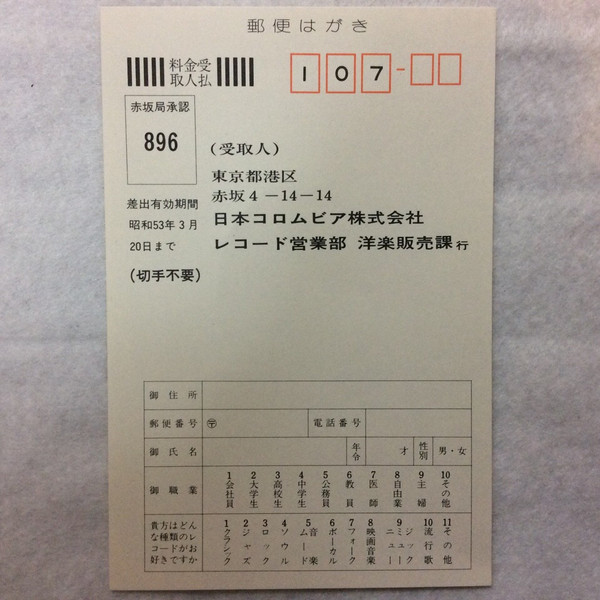 郵便はがき
料金受
取人払
107-
赤坂局承認
896
(受取人)
東京都港区
赤坂4-14-14
日本コロムビア株式会社
レコード営業部 洋楽販売課行
差出有効期間
昭和53年3月
20日まで
(切手不要)
御住所
郵便番号 〒 電話番号
御氏名 年令 才 性別 男・女
御職業 1会社員 2大学生 3高校生 4中学生 5公務員 6教員 7医師 8自由業 9主婦 10その他
貴方はどん
な種類のレ
コードがお
好きですか
1クラシック 2ジャズ 3ロック 4ソウル 5ムード音楽 6ボーカル 7フォーク 8映画音楽 9ニューミュージック 10流行歌 11その他